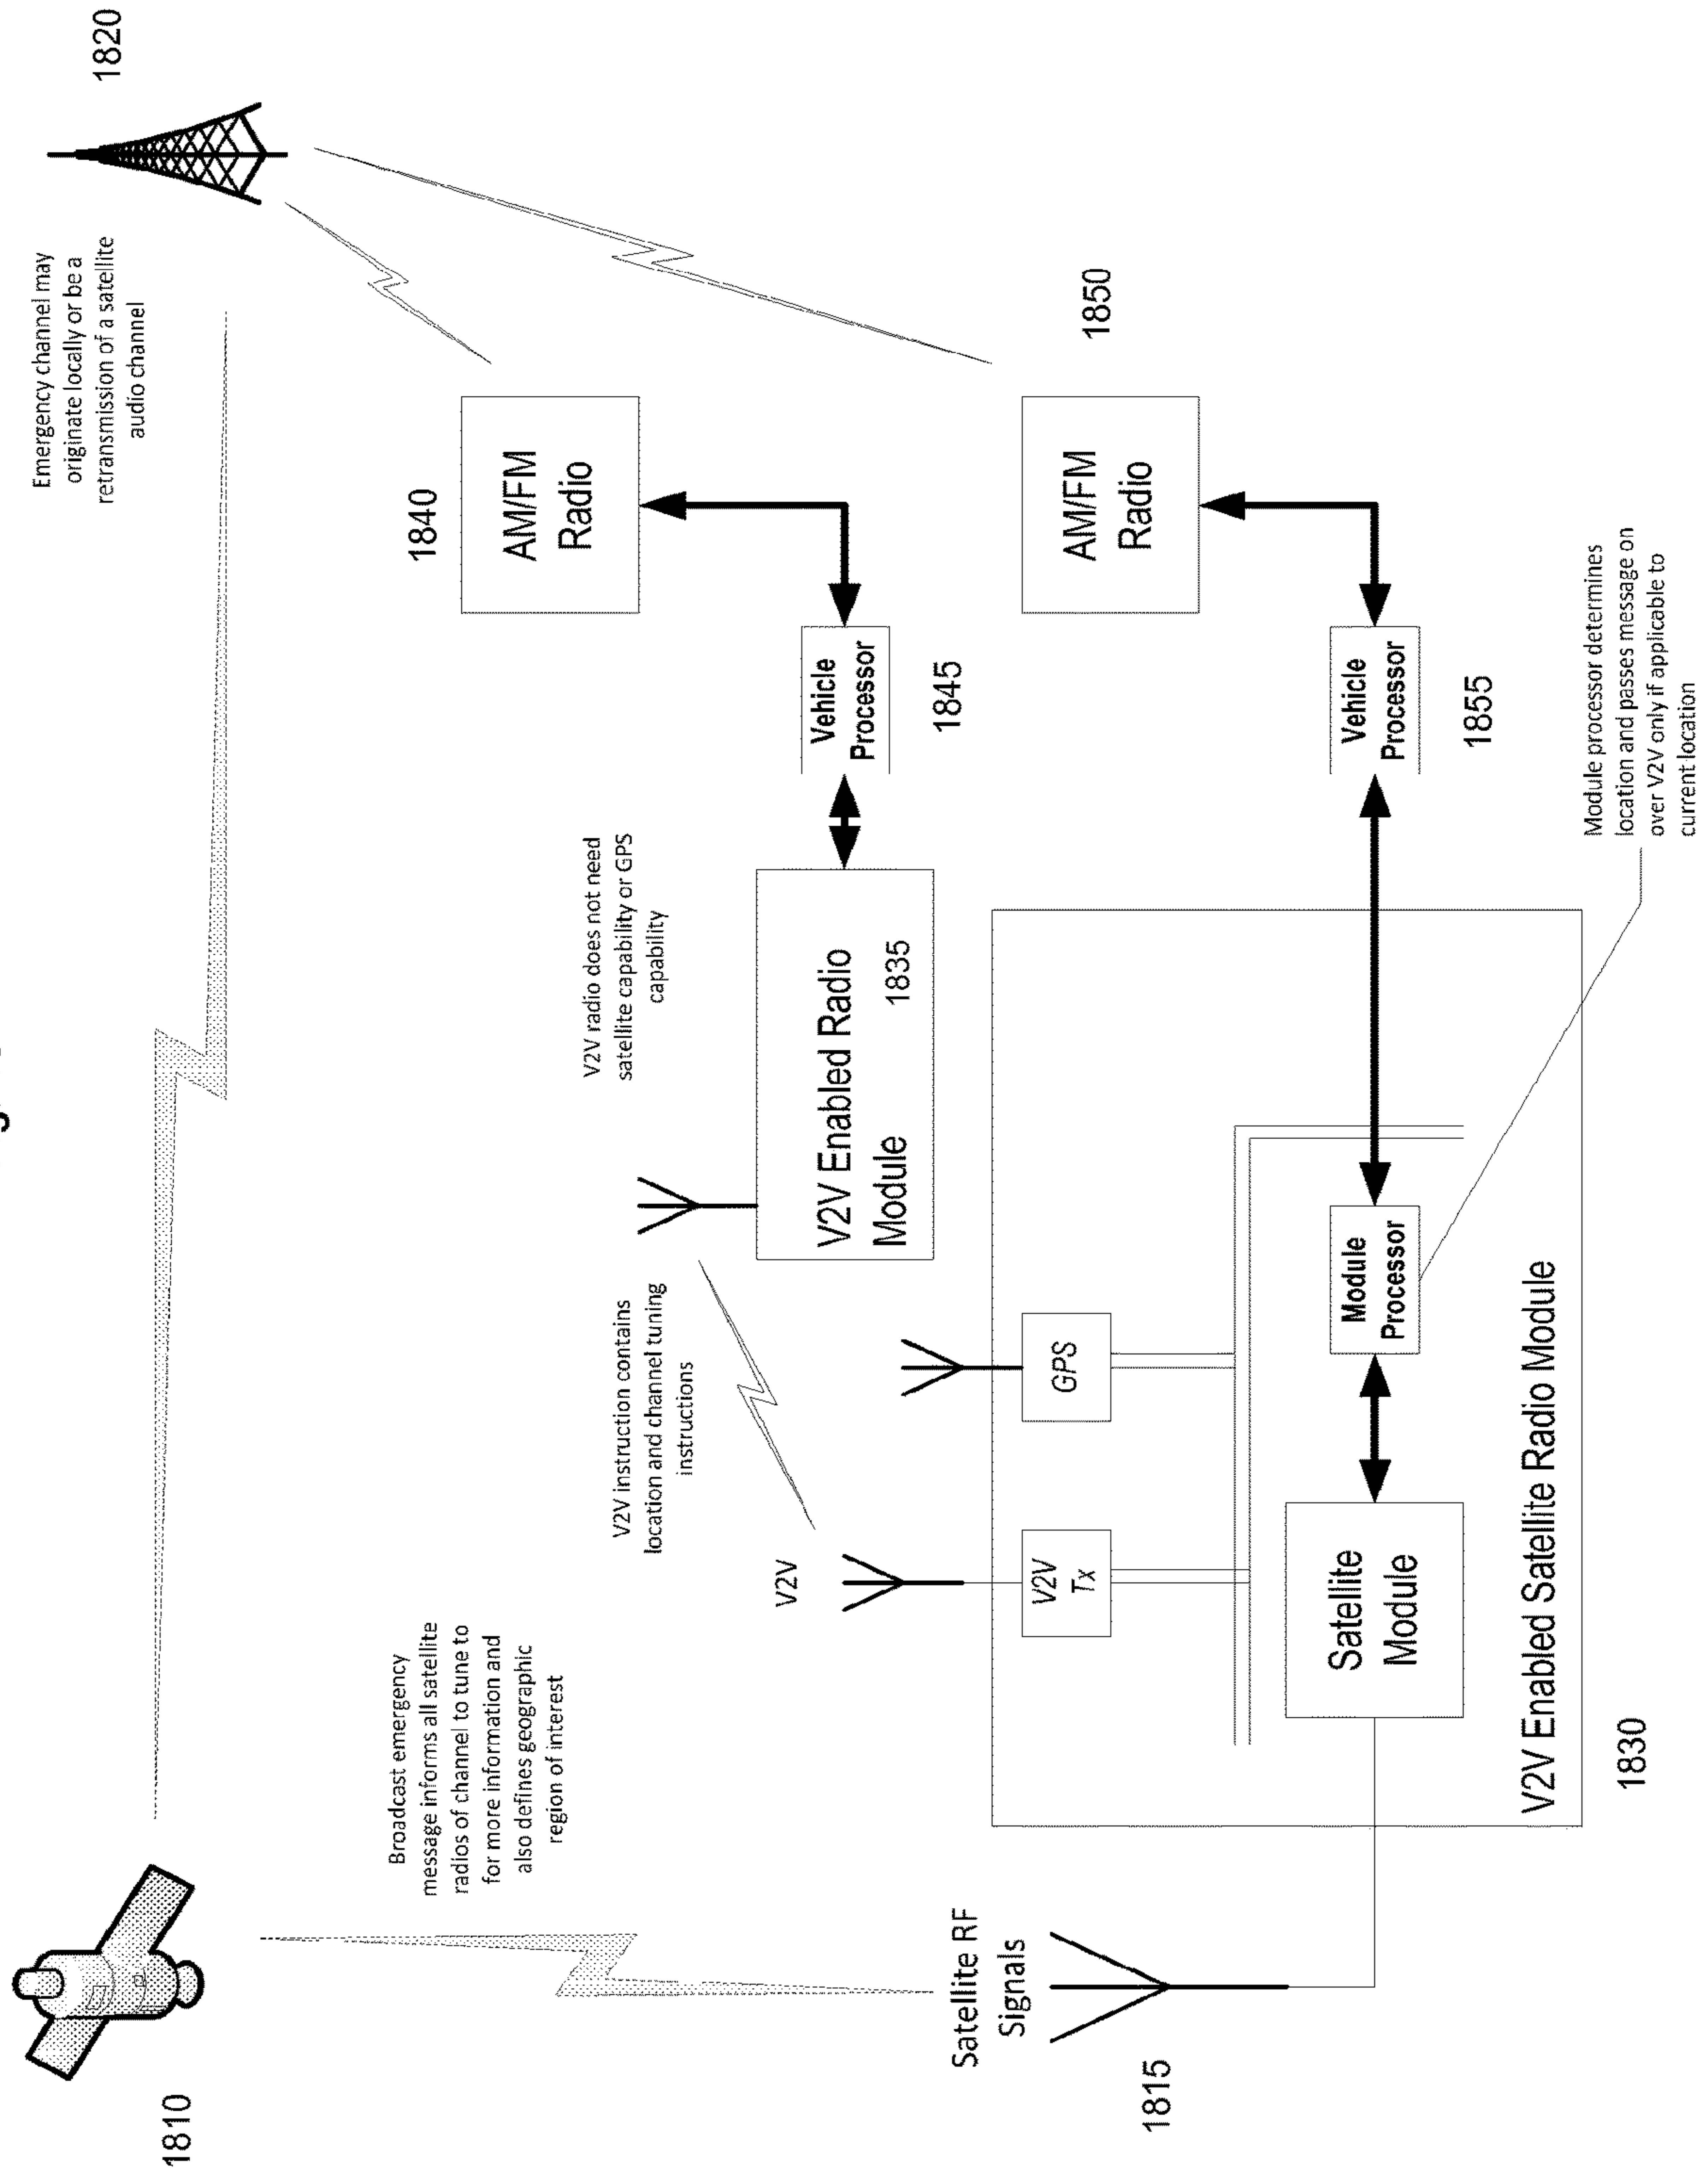 1810
1820
Emergency channel may
originate locally or be a
retransmission of a satellite
audio channel
Broadcast emergency
message informs all satellite
radios of channel to tune to
for more information and
also defines geographic
region of interest
1840
AM/FM
Radio
V2V radio does not need
satellite capability or GPS
capability
V2V instruction contains
location and channel tuning
instructions
V2V
V2V Enabled Radio
Module
1835
Vehicle
Processor
1845
Satellite RF
Signals
1815
V2V
Tx
GPS
1850
AM/FM
Radio
Satellite
Module
Module
Processor
Vehicle
Processor
1855
V2V Enabled Satellite Radio Module
1830
Module processor determines
location and passes message on
over V2V only if applicable to
current location